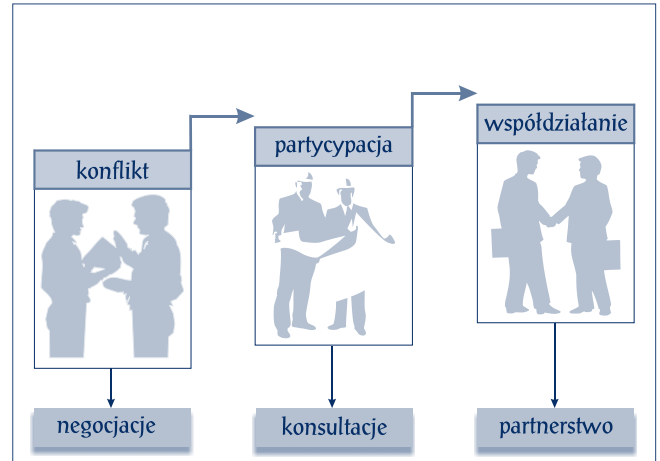 konflikt
partycypacja
współdziałanie
negocjacje
konsultacje
partnerstwo